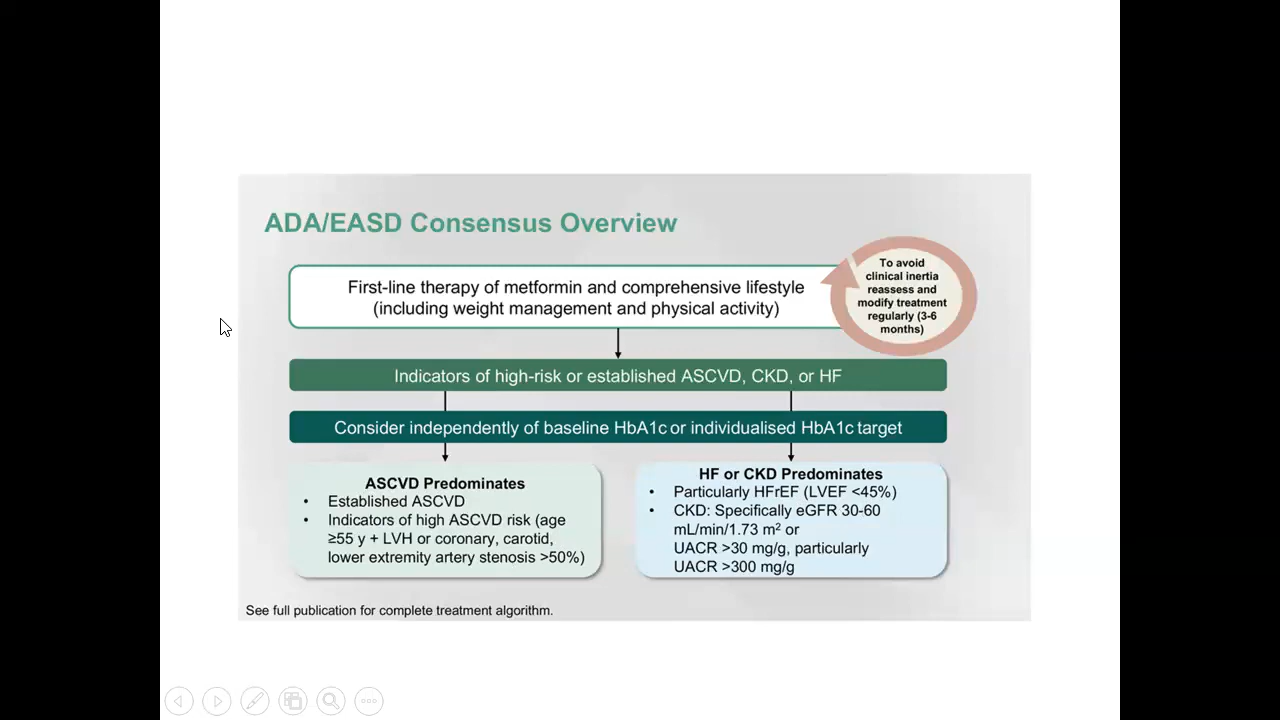 ADA/EASD Consensus Overview
First-line therapy of metformin and comprehensive lifestyle
(including weight management and physical activity)
To avoid
clinical inertia
reassess and
modify treatment
regularly (3-6
months)
Indicators of high-risk or established ASCVD, CKD, or HF
Consider independently of baseline HbA1c or individualised HbA1c target
ASCVD Predominates
• Established ASCVD
• Indicators of high ASCVD risk (age
≥55 y + LVH or coronary, carotid,
lower extremity artery stenosis >50%)
HF or CKD Predominates
• Particularly HFrEF (LVEF <45%)
• CKD: Specifically eGFR 30-60
mL/min/1.73 m² or
UACR >30 mg/g, particularly
UACR >300 mg/g
See full publication for complete treatment algorithm.